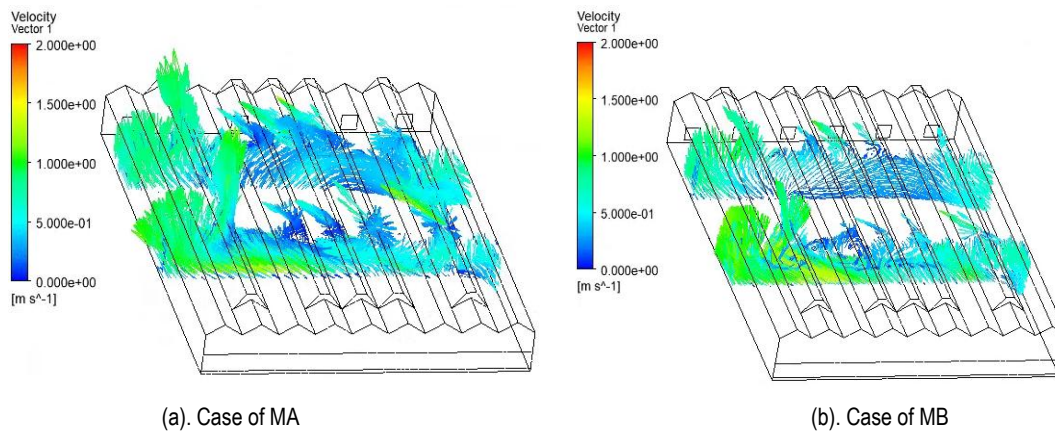 Velocity
Vector 1
2.000e+00
1.500e+00
1.000e+00
5.000e-01
0.000e+00
[m s^-1]
(a). Case of MA
Velocity
Vector 1
2.000e+00
1.500e+00
1.000e+00
5.000e-01
0.000e+00
[m s^-1]
(b). Case of MB